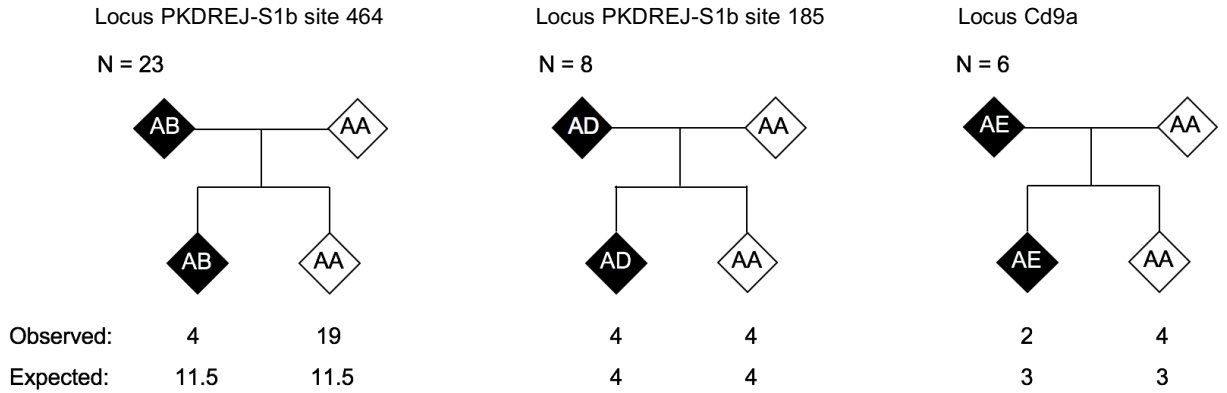 Locus PKDREJ-S1b site 464 Locus PKDREJ-S1b site 185 Locus Cd9a
N = 23 N = 8 N = 6
AB AA AD AA AE AA
AB AA AD AA AE AA
Observed: 4 19 4 4 2 4
Expected: 11.5 11.5 4 4 3 3